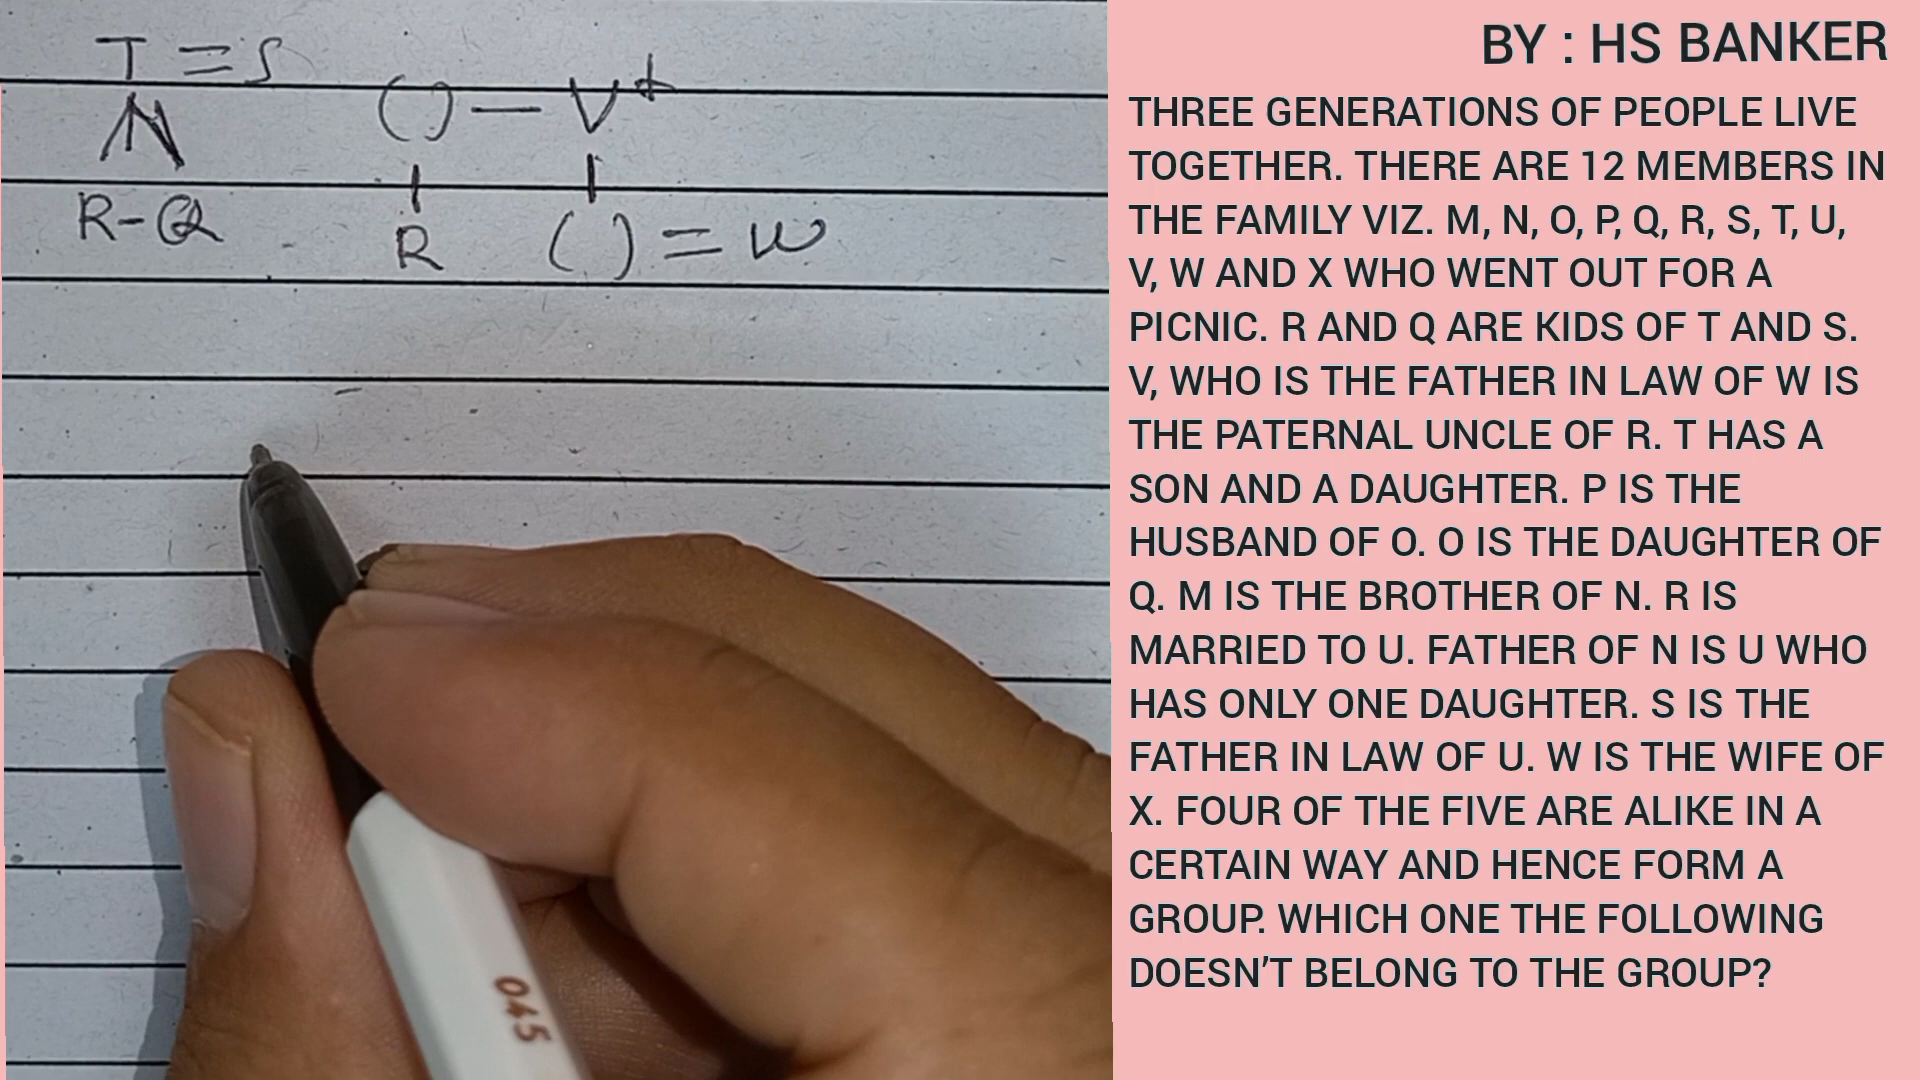 T = S
( ) — V+
R-Q
R ( ) = W
045
BY : HS BANKER
THREE GENERATIONS OF PEOPLE LIVE
TOGETHER. THERE ARE 12 MEMBERS IN
THE FAMILY VIZ. M, N, O, P, Q, R, S, T, U,
V, W AND X WHO WENT OUT FOR A
PICNIC. R AND Q ARE KIDS OF T AND S.
V, WHO IS THE FATHER IN LAW OF W IS
THE PATERNAL UNCLE OF R. T HAS A
SON AND A DAUGHTER. P IS THE
HUSBAND OF O. O IS THE DAUGHTER OF
Q. M IS THE BROTHER OF N. R IS
MARRIED TO U. FATHER OF N IS U WHO
HAS ONLY ONE DAUGHTER. S IS THE
FATHER IN LAW OF U. W IS THE WIFE OF
X. FOUR OF THE FIVE ARE ALIKE IN A
CERTAIN WAY AND HENCE FORM A
GROUP. WHICH ONE THE FOLLOWING
DOESN’T BELONG TO THE GROUP?